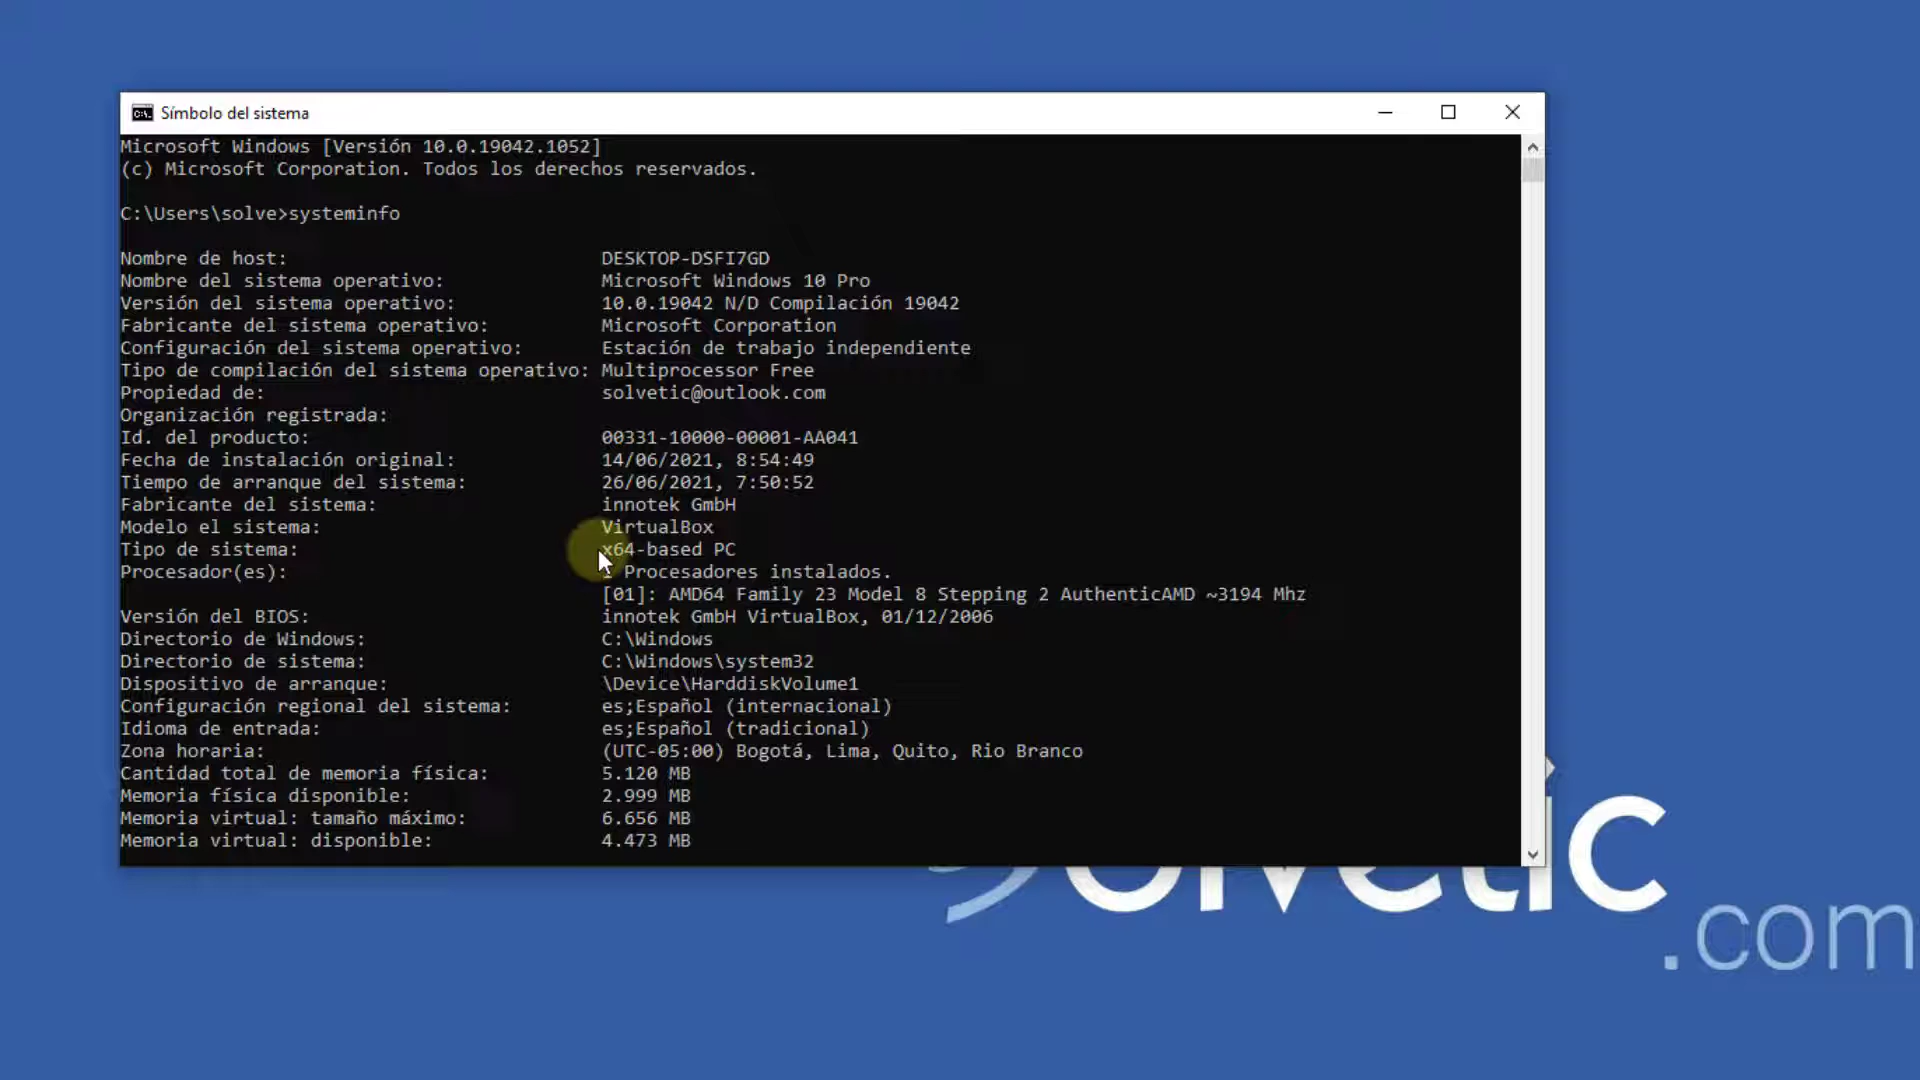 Símbolo del sistema
Microsoft Windows [Versión 10.0.19042.1052]
(c) Microsoft Corporation. Todos los derechos reservados.
C:\Users\solve>systeminfo
Nombre de host: DESKTOP-DSFI7GD
Nombre del sistema operativo: Microsoft Windows 10 Pro
Versión del sistema operativo: 10.0.19042 N/D Compilación 19042
Fabricante del sistema operativo: Microsoft Corporation
Configuración del sistema operativo: Estación de trabajo independiente
Tipo de compilación del sistema operativo: Multiprocessor Free
Propiedad de: solvetic@outlook.com
Organización registrada:
Id. del producto: 00331-10000-00001-AA041
Fecha de instalación original: 14/06/2021, 8:54:49
Tiempo de arranque del sistema: 26/06/2021, 7:50:52
Fabricante del sistema: innotek GmbH
Modelo el sistema: VirtualBox
Tipo de sistema: x64-based PC
Procesador(es): 1 Procesadores instalados.
[01]: AMD64 Family 23 Model 8 Stepping 2 AuthenticAMD ~3194 Mhz
Versión del BIOS: innotek GmbH VirtualBox, 01/12/2006
Directorio de Windows: C:\Windows
Directorio de sistema: C:\Windows\system32
Dispositivo de arranque: \Device\HarddiskVolume1
Configuración regional del sistema: es;Español (internacional)
Idioma de entrada: es;Español (tradicional)
Zona horaria: (UTC-05:00) Bogotá, Lima, Quito, Rio Branco
Cantidad total de memoria física: 5.120 MB
Memoria física disponible: 2.999 MB
Memoria virtual: tamaño máximo: 6.656 MB
Memoria virtual: disponible: 4.473 MB
solvetic
.com